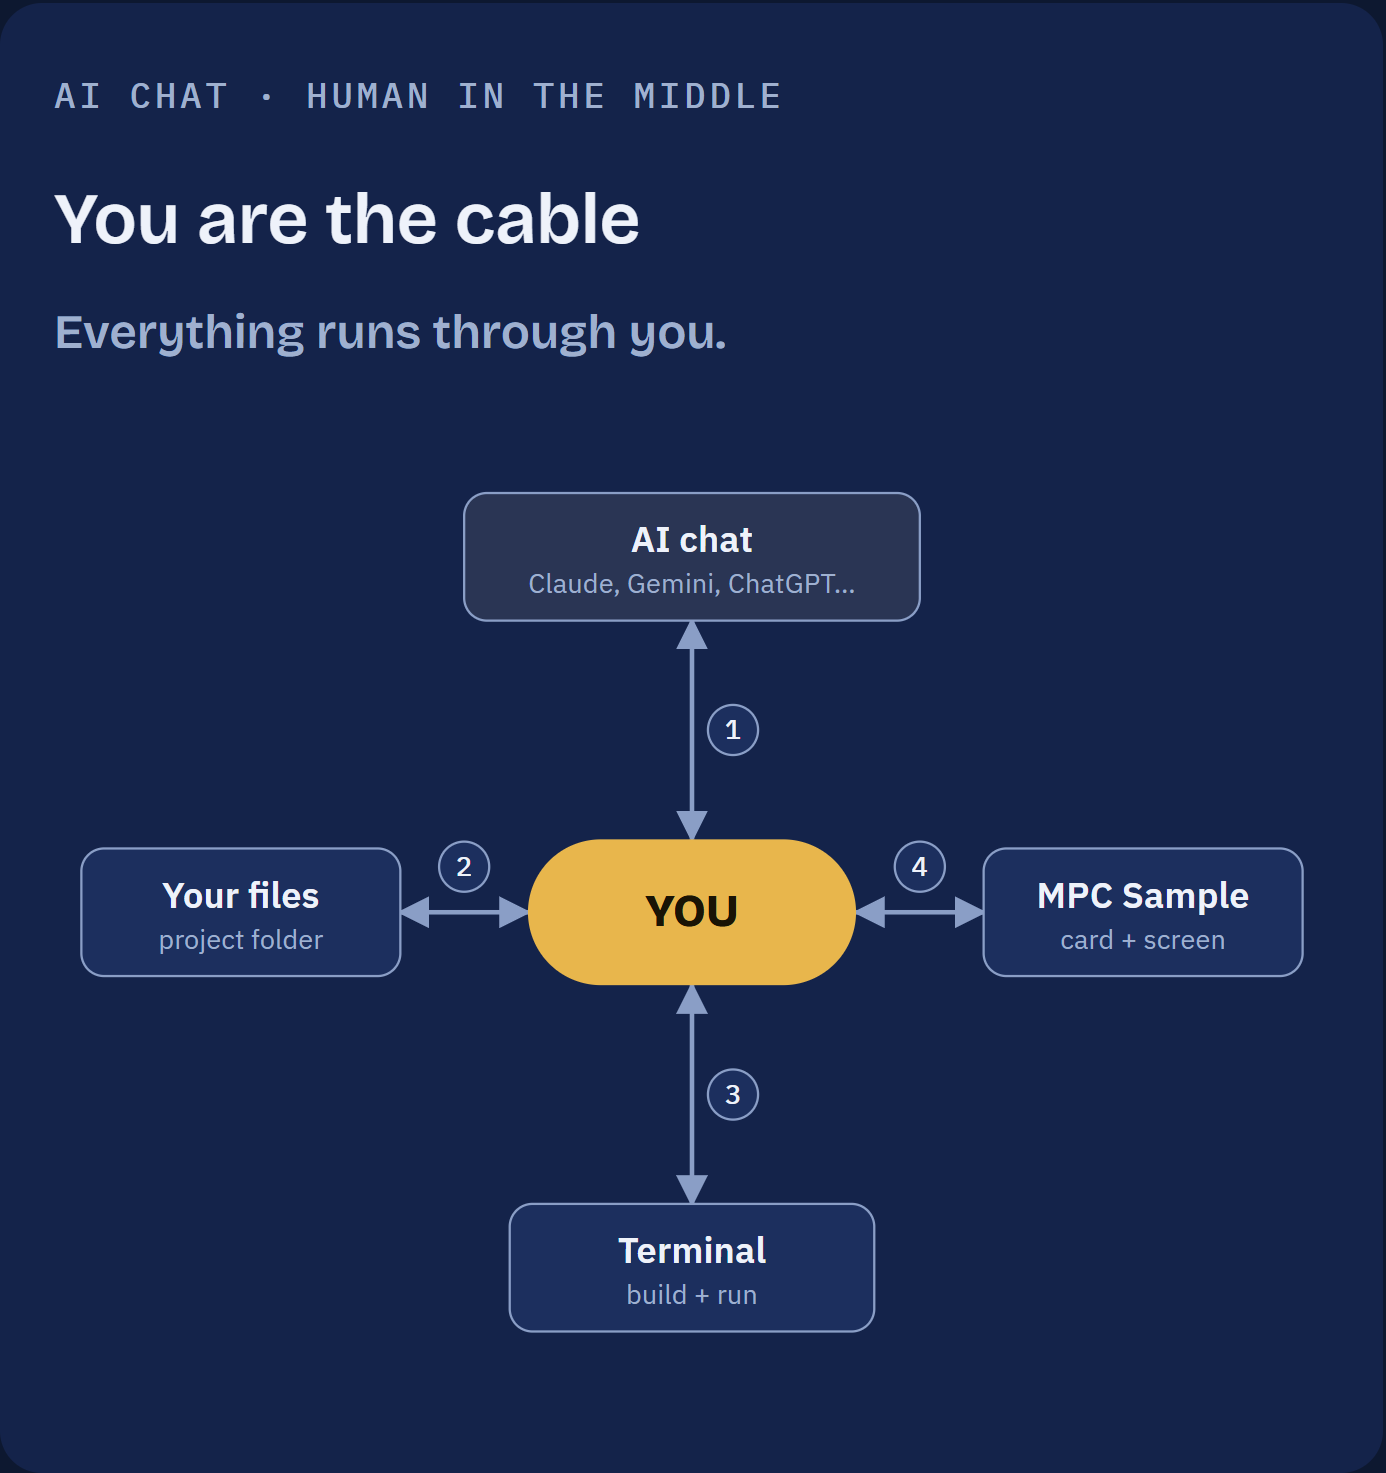 AI CHAT · HUMAN IN THE MIDDLE
You are the cable
Everything runs through you.
AI chat
Claude, Gemini, ChatGPT...
1
Your files
project folder
2
YOU
4
MPC Sample
card + screen
3
Terminal
build + run